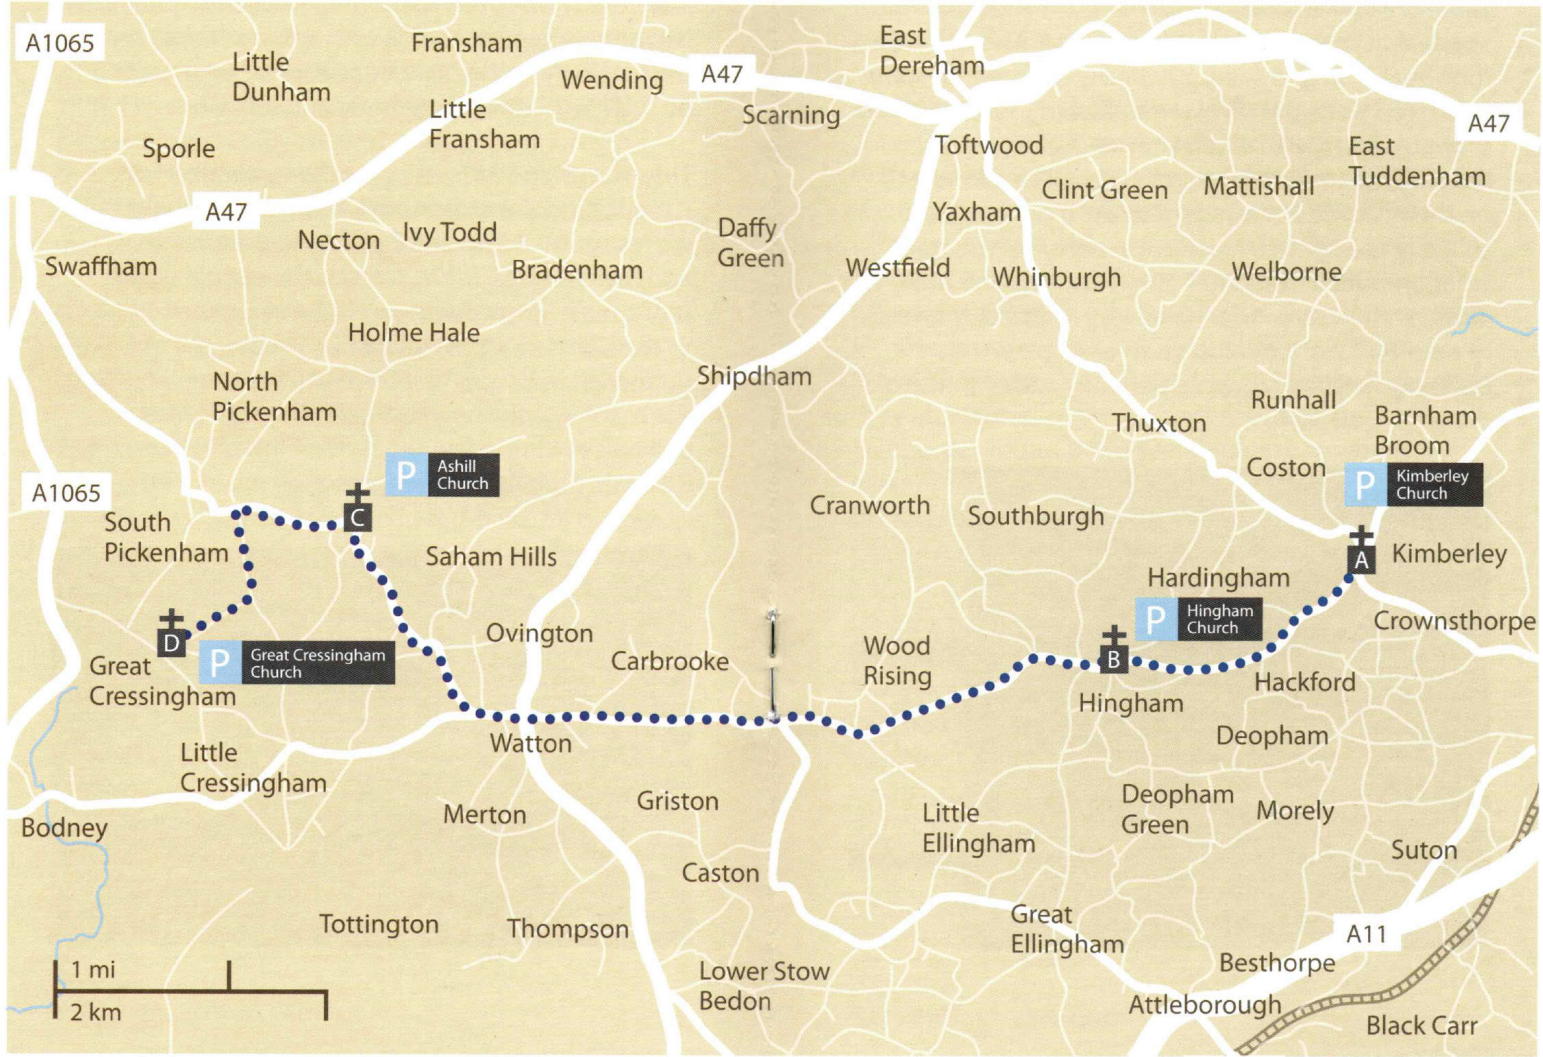 A1065
Little
Dunham
Fransham
Wending
A47
East
Dereham
Little
Fransham
Scarning
A47
Sporle
Toftwood
East
Tuddenham
Clint Green
Mattishall
A47
Yaxham
Necton
Ivy Todd
Daffy
Green
Swaffham
Bradenham
Westfield
Whinburgh
Welborne
Holme Hale
North
Pickenham
Shipdham
Thuxton
Runhall
Barnham
Broom
Coston
P
Ashill
Church
P
Kimberley
Church
A1065
C
South
Pickenham
Cranworth
Southburgh
Saham Hills
A
Kimberley
Hardingham
P
Hingham
Church
Crownsthorpe
D
P
Great Cressingham
Church
Great
Cressingham
Ovington
Carbrooke
Wood
Rising
B
Hingham
Hackford
Watton
Deopham
Little
Cressingham
Bodney
Merton
Griston
Little
Ellingham
Deopham
Green
Morely
Suton
Caston
Tottington
Thompson
Great
Ellingham
A11
Besthorpe
Lower Stow
Bedon
Attleborough
Black Carr
1 mi
2 km